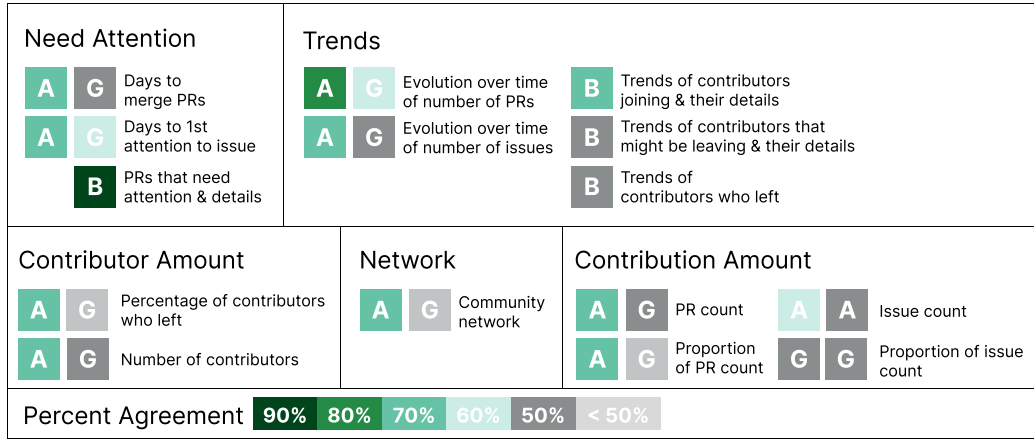 Need Attention
A G Days to
merge PRs
A G Days to 1st
attention to issue
B PRs that need
attention & details
Trends
A G Evolution over time
of number of PRs
A G Evolution over time
of number of issues
B Trends of contributors
joining & their details
B Trends of contributors that
might be leaving & their details
B Trends of
contributors who left
Contributor Amount
A G Percentage of contributors
who left
A G Number of contributors
Network
A G Community
network
Contribution Amount
A G PR count
A G Proportion
of PR count
A A Issue count
G G Proportion of issue
count
Percent Agreement 90% 80% 70% 60% 50% < 50%